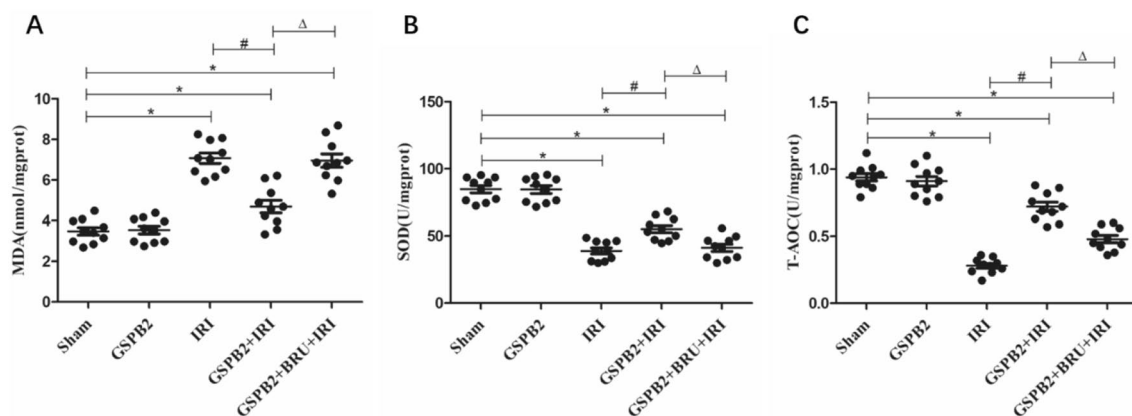 A
Δ
#
*
*
*
MDA(nmol/mgprot)
10
8
6
4
2
0
Sham
GSPB2
IRI
GSPB2+IRI
GSPB2+BRU+IRI
B
Δ
#
*
*
*
SOD(U/mgprot)
150
100
50
0
Sham
GSPB2
IRI
GSPB2+IRI
GSPB2+BRU+IRI
C
Δ
#
*
*
*
T-AOC(U/mgprot)
1.5
1.0
0.5
0.0
Sham
GSPB2
IRI
GSPB2+IRI
GSPB2+BRU+IRI